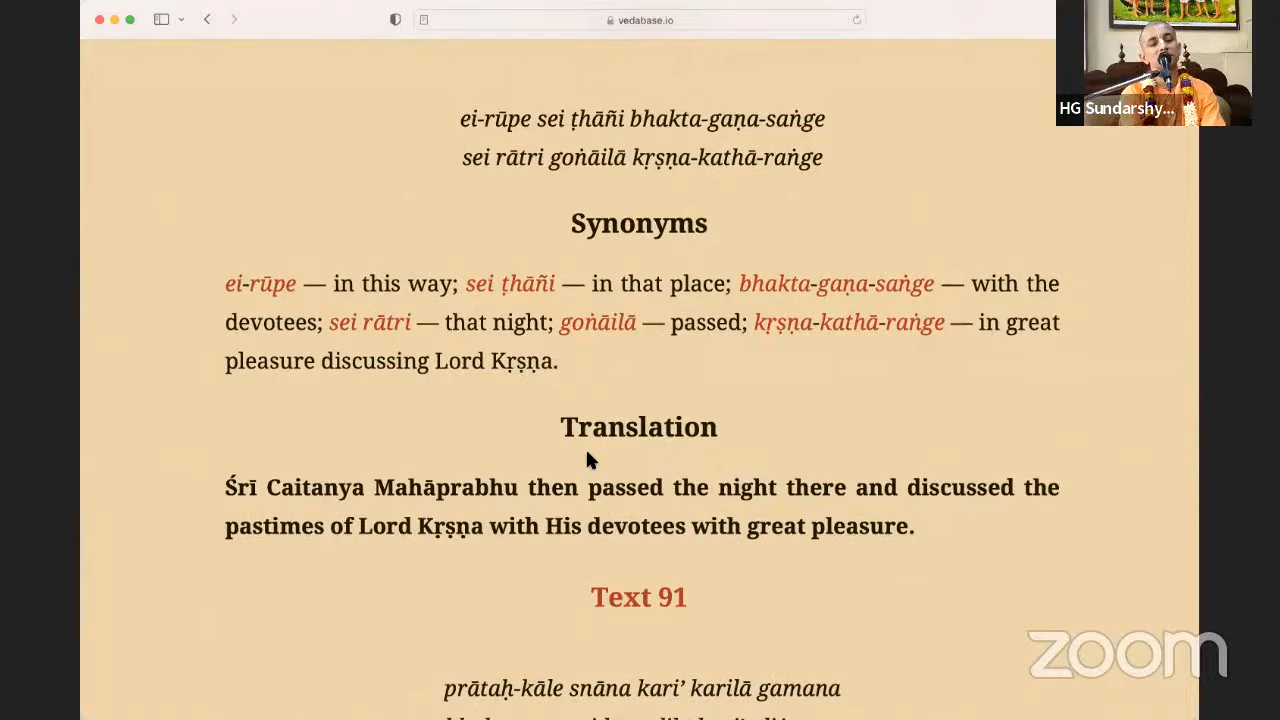 vedabase.io
HG Sundarshy...
ei-rūpe sei ṭhāñi bhakta-gaṇa-saṅge
sei rātri goṅāilā kṛṣṇa-kathā-raṅge
Synonyms
ei-rūpe — in this way; sei ṭhāñi — in that place; bhakta-gaṇa-saṅge — with the
devotees; sei rātri — that night; goṅāilā — passed; kṛṣṇa-kathā-raṅge — in great
pleasure discussing Lord Kṛṣṇa.
Translation
Śrī Caitanya Mahāprabhu then passed the night there and discussed the
pastimes of Lord Kṛṣṇa with His devotees with great pleasure.
Text 91
zoom
prātaḥ-kāle snāna kari’ karilā gamana